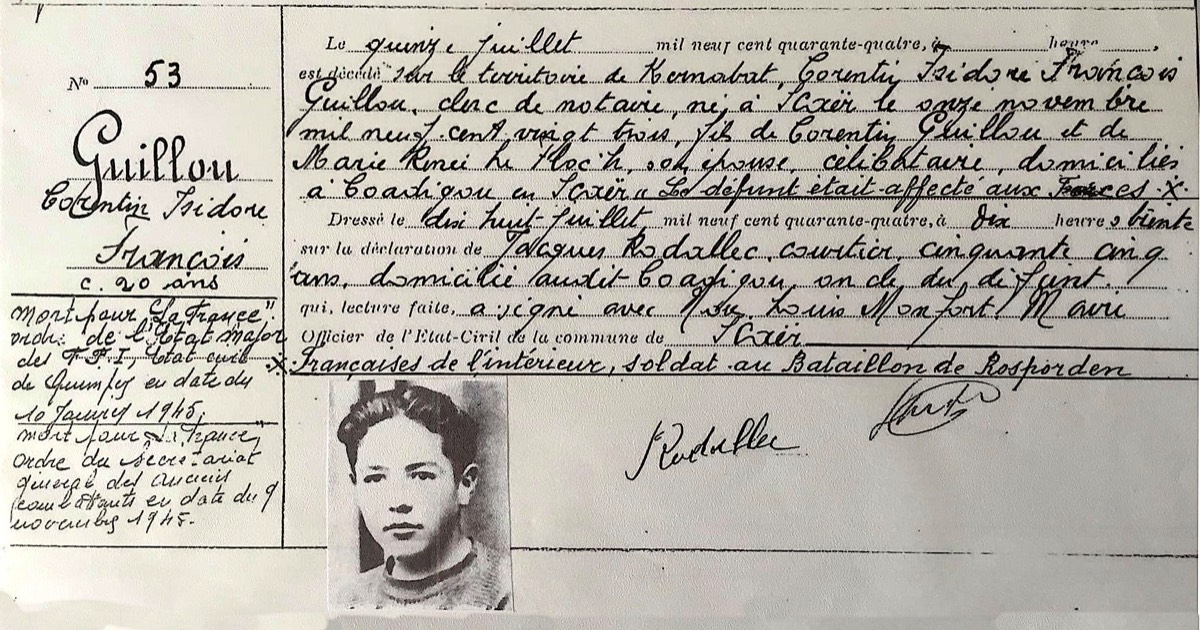 N° 53
Guillou
Corentin Isidore
François
c. 20 ans
Mort pour "La France"
ordre de l'Etat major
des F.F.I, Etat civil
de Quimper en date du
10 Janvier 1945,
mort pour la France,
ordre du Secrétariat
général des anciens
combattants en date du 9
novembre 1945.
Le quinze juillet mil neuf cent quarante-quatre, à heure ,
est décédé sur le territoire de Kernabat, Corentin Isidore François
Guillou, clerc de notaire, né à Scaër le onze novembre
mil neuf cent vingt trois, fils de Corentin Guillou et de
Marie Renée Le Floc'h, son épouse, célibataire, domiciliés
à Coadigou en Scaër,, Le défunt était affecté aux Forces .X.
Dressé le dix huit juillet, mil neuf cent quarante-quatre, à dix heures trente
sur la déclaration de Jacques Rodallec, courtier, cinquante cinq
ans, domicilié audit Coadigou, oncle du défunt
qui, lecture faite, a signé avec Nous Louis Monfort, Maire
Officier de l'Etat-Civil de la commune de Scaër
X Françaises de l'intérieur, soldat au Bataillon de Rosporden
Rodallec